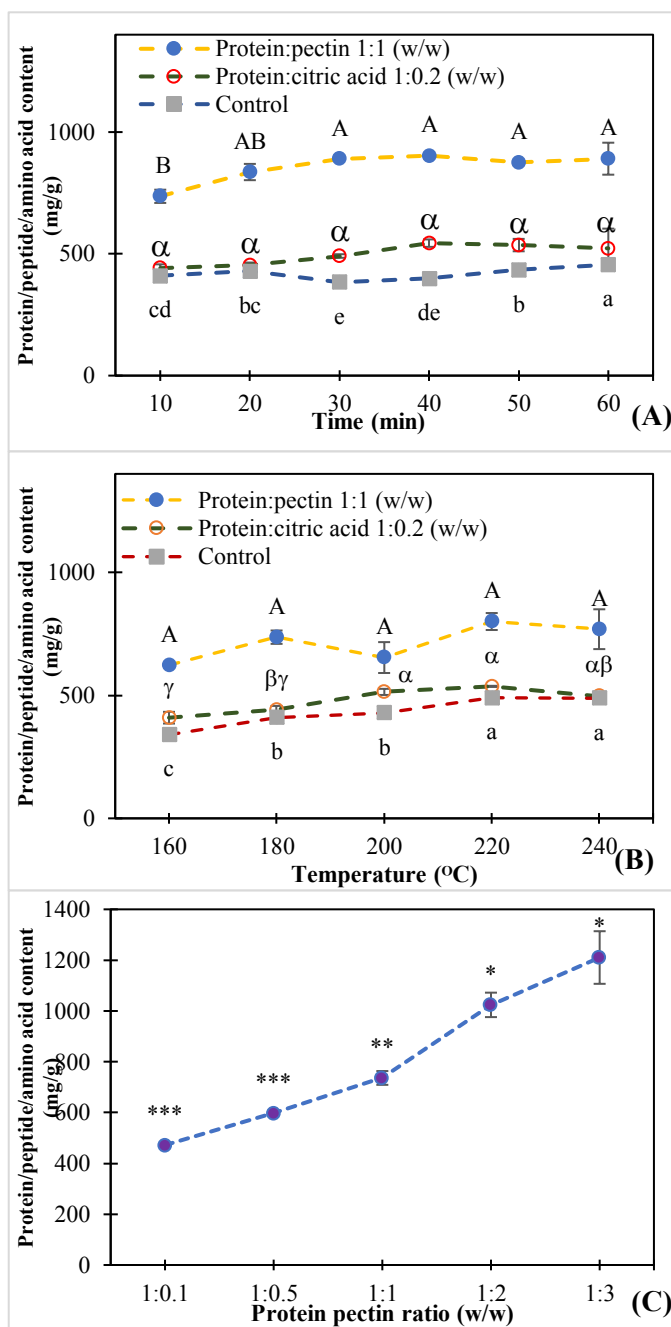 Protein:pectin 1:1 (w/w)
Protein:citric acid 1:0.2 (w/w)
Control
Protein/peptide/amino acid content
(mg/g)
1000
500
0
B AB A A A A
α α α α α α
cd bc e de b a
10 20 30 40 50 60
Time (min)
(A)
Protein:pectin 1:1 (w/w)
Protein:citric acid 1:0.2 (w/w)
Control
Protein/peptide/amino acid content
(mg/g)
1000
500
0
A A A A A
γ βγ α α αβ
c b b a a
160 180 200 220 240
Temperature (ᴼC)
(B)
Protein/peptide/amino acid content
(mg/g)
1400
1200
1000
800
600
400
200
0
*** *** ** * *
1:0.1 1:0.5 1:1 1:2 1:3
Protein pectin ratio (w/w)
(C)